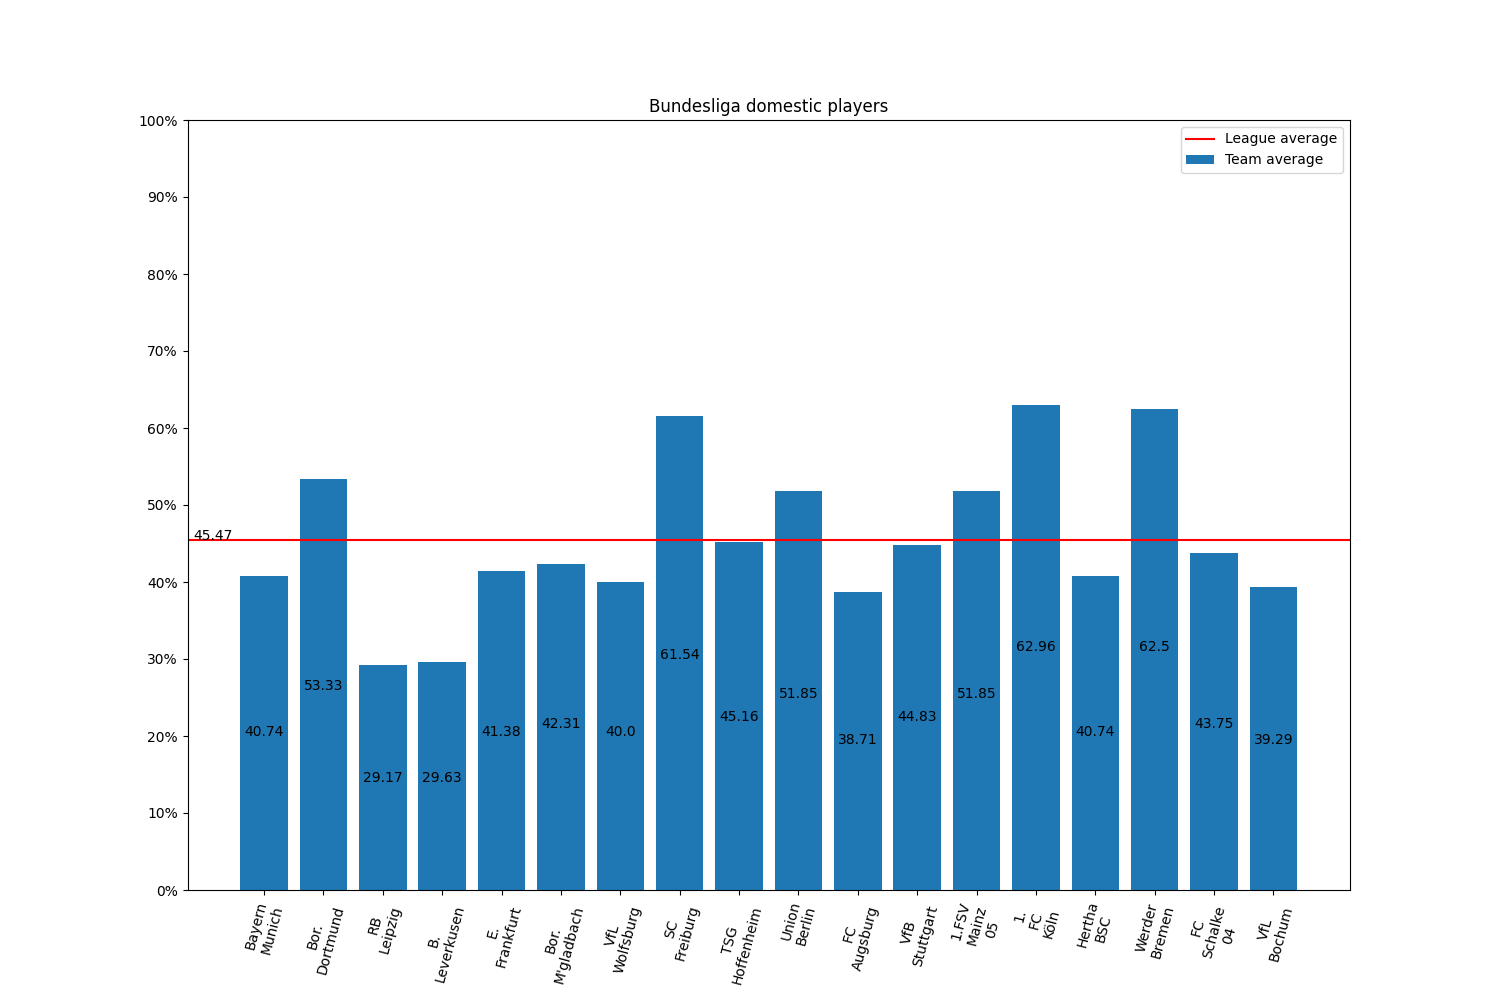 Bundesliga domestic players
100%
90%
80%
70%
60%
50%
40%
30%
20%
10%
0%
League average
Team average
45.47
40.74
53.33
29.17
29.63
41.38
42.31
40.0
61.54
45.16
51.85
38.71
44.83
51.85
62.96
40.74
62.5
43.75
39.29
Bayern
Munich
Bor.
Dortmund
RB
Leipzig
B.
Leverkusen
E.
Frankfurt
Bor.
M'gladbach
VfL
Wolfsburg
SC
Freiburg
TSG
Hoffenheim
Union
Berlin
FC
Augsburg
VfB
Stuttgart
1.FSV
Mainz
05
1.
FC
Köln
Hertha
BSC
Werder
Bremen
FC
Schalke
04
VfL
Bochum